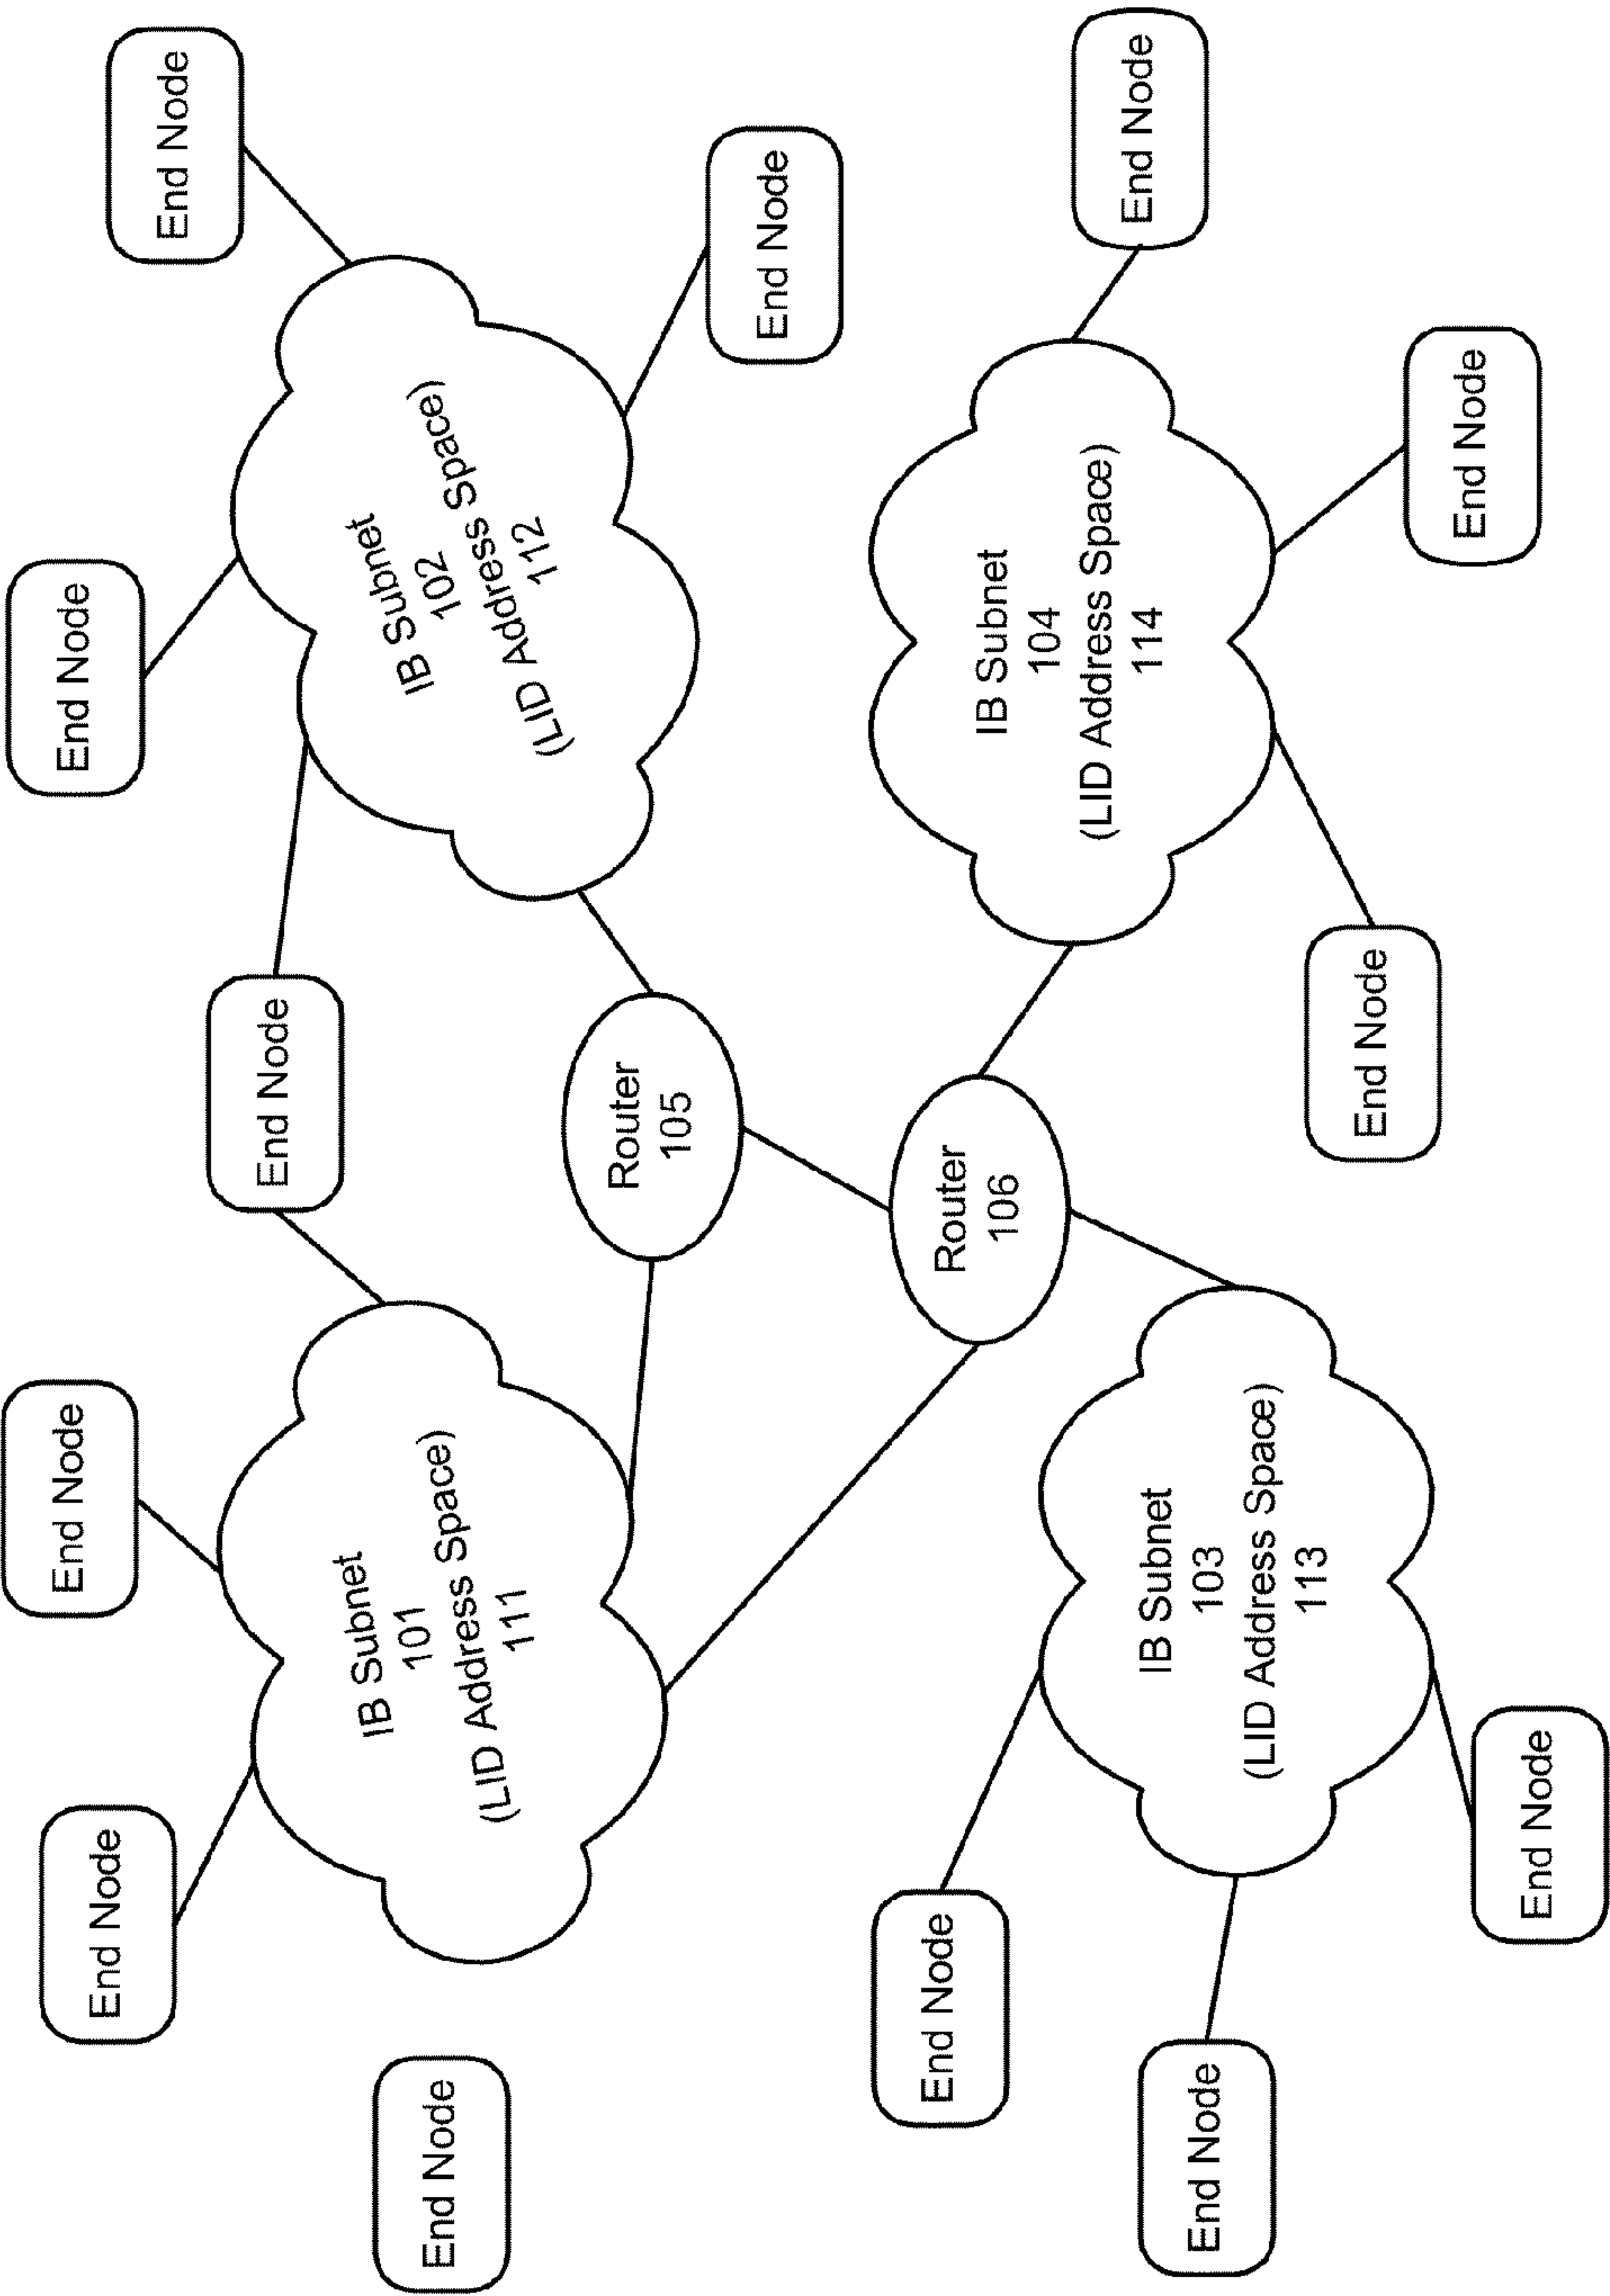 End Node
End Node
End Node
End Node
End Node
IB Subnet
101
(LID Address Space)
111
IB Subnet
102
(LID Address Space)
112
End Node
Router
105
End Node
End Node
Router
106
IB Subnet
104
(LID Address Space)
114
End Node
End Node
IB Subnet
103
(LID Address Space)
113
End Node
End Node
End Node